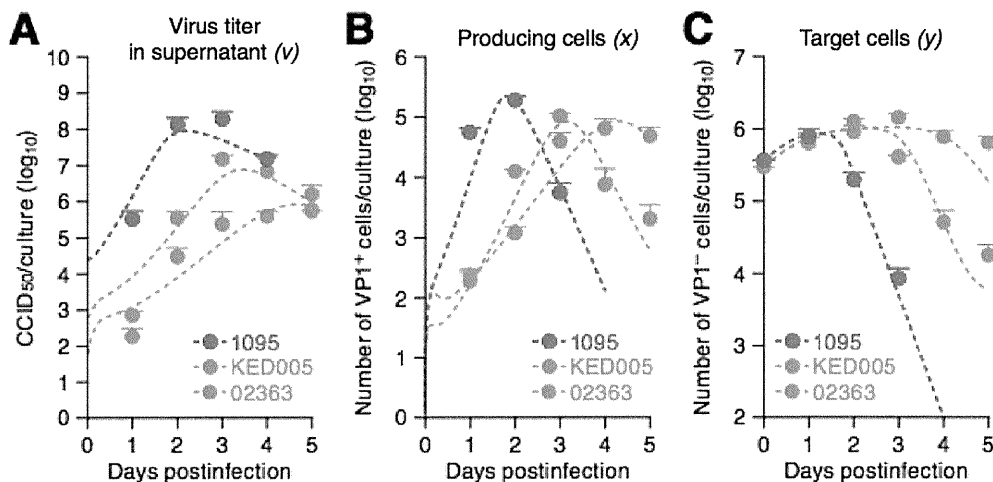 A
Virus titer
in supernatant (v)
CCID50/culture (log10)
10
9
8
7
6
5
4
3
2
1
0
1095
KED005
02363
0 1 2 3 4 5
Days postinfection
B
Producing cells (x)
Number of VP1+ cells/culture (log10)
6
5
4
3
2
1
0
1095
KED005
02363
0 1 2 3 4 5
Days postinfection
C
Target cells (y)
Number of VP1− cells/culture (log10)
7
6
5
4
3
2
1095
KED005
02363
0 1 2 3 4 5
Days postinfection